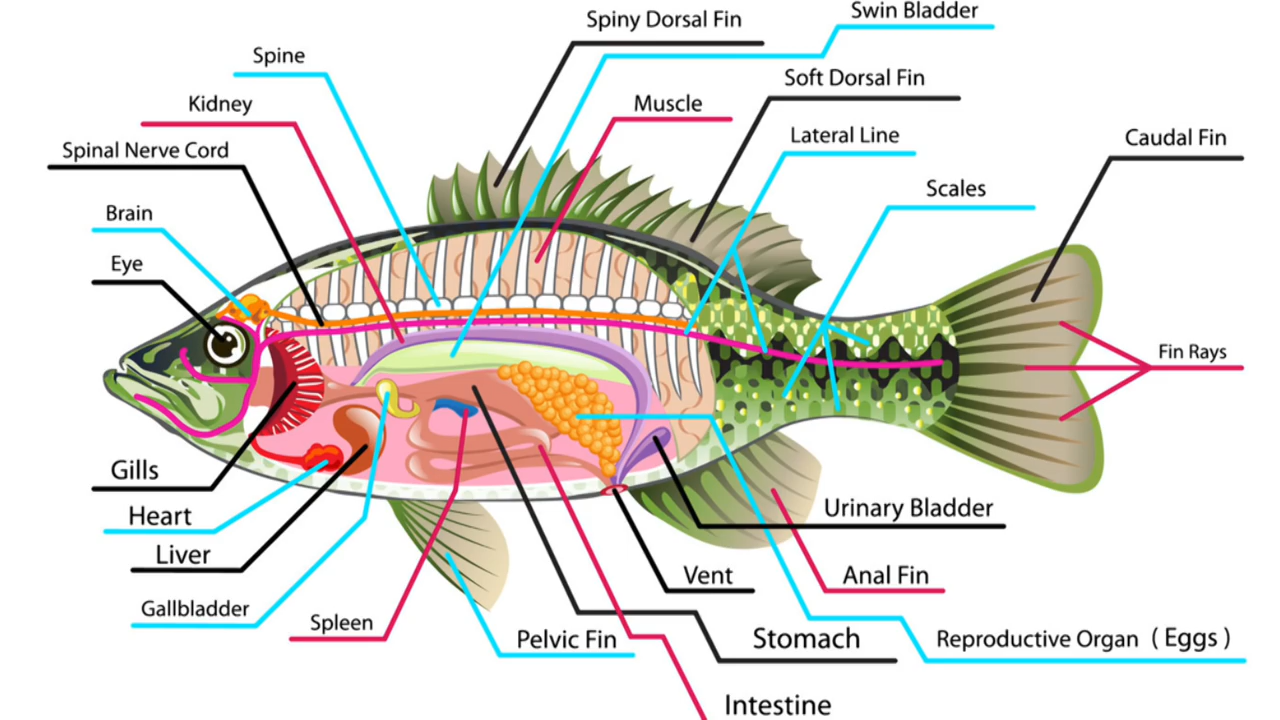 Swin Bladder
Spiny Dorsal Fin
Spine
Soft Dorsal Fin
Kidney
Muscle
Lateral Line
Caudal Fin
Spinal Nerve Cord
Scales
Brain
Eye
Fin Rays
Gills
Urinary Bladder
Heart
Liver
Vent
Anal Fin
Gallbladder
Spleen
Pelvic Fin
Stomach
Reproductive Organ ( Eggs )
Intestine